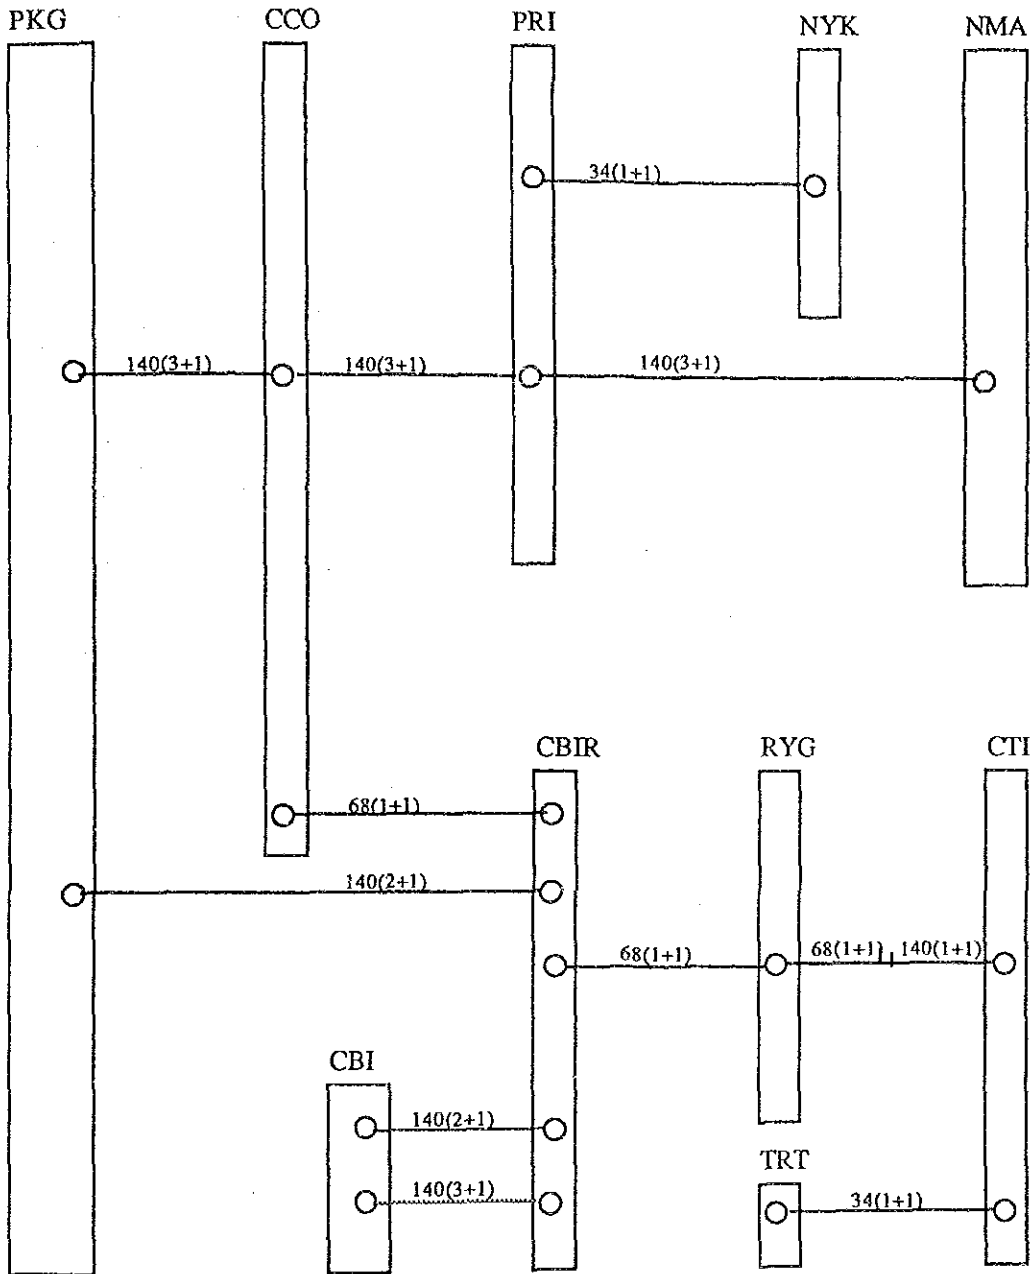 PKG CCO PRI NYK NMA
34(1+1)
140(3+1) 140(3+1) 140(3+1)
CBIR RYG CTI
68(1+1)
140(2+1)
68(1+1) 68(1+1) 140(1+1)
CBI
140(2+1)
TRT
140(3+1) 34(1+1)